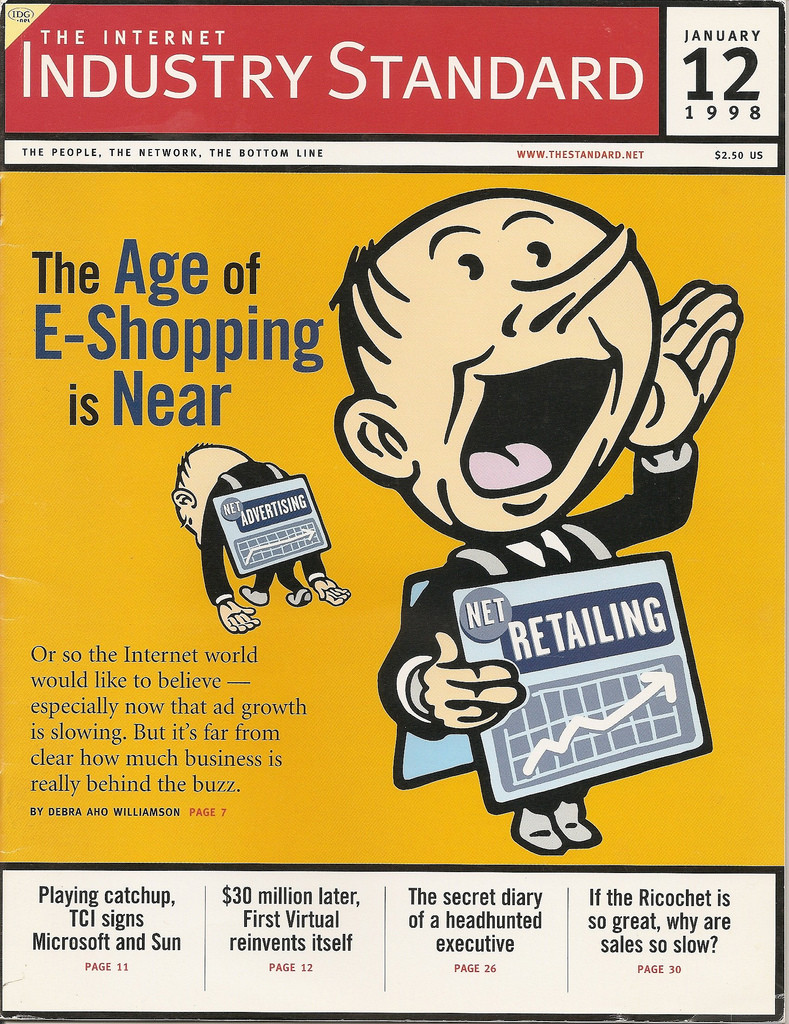 IDG
.net
THE INTERNET
INDUSTRY STANDARD
JANUARY
12
1998
THE PEOPLE, THE NETWORK, THE BOTTOM LINE
WWW.THESTANDARD.NET
$2.50 US
The Age of
E-Shopping
is Near
NET
ADVERTISING
NET
RETAILING
Or so the Internet world
would like to believe —
especially now that ad growth
is slowing. But it's far from
clear how much business is
really behind the buzz.
BY DEBRA AHO WILLIAMSON PAGE 7
Playing catchup,
TCI signs
Microsoft and Sun
PAGE 11
$30 million later,
First Virtual
reinvents itself
PAGE 12
The secret diary
of a headhunted
executive
PAGE 26
If the Ricochet is
so great, why are
sales so slow?
PAGE 30